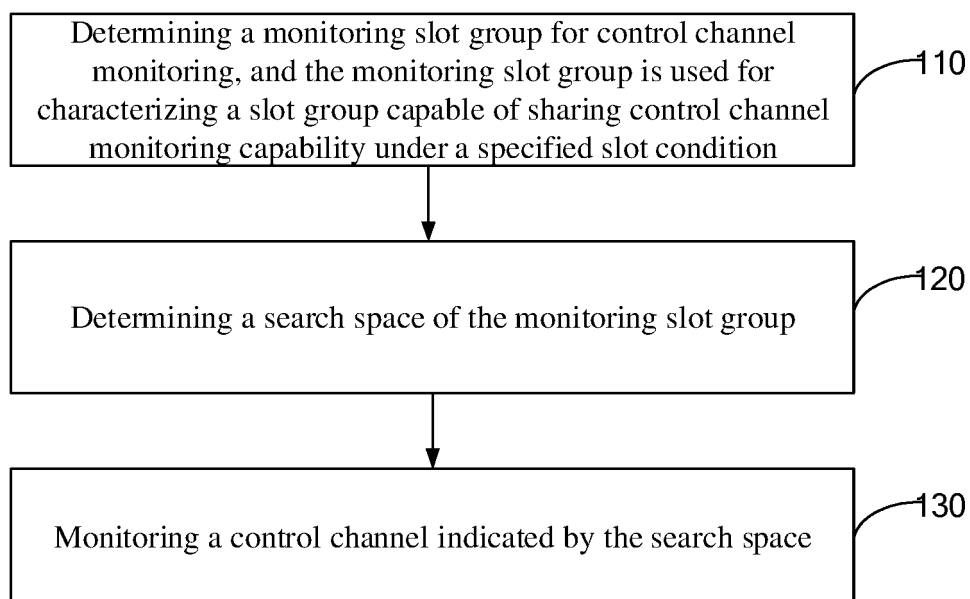 Determining a monitoring slot group for control channel
monitoring, and the monitoring slot group is used for
characterizing a slot group capable of sharing control channel
monitoring capability under a specified slot condition
110
Determining a search space of the monitoring slot group
120
Monitoring a control channel indicated by the search space
130